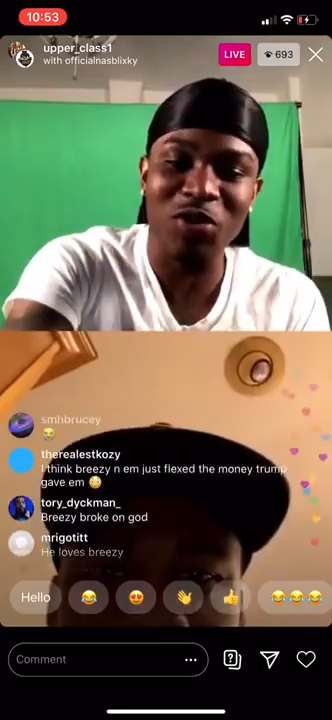 10:53
upper_class1
with officialnasblixky
LIVE
693
smhbrucey
😭
therealestkozy
I think breezy n em just flexed the money trump
gave em 😳
tory_dyckman_
Breezy broke on god
mrigotitt
He loves breezy
Hello 😂 😍 👋 👍 😂😂😂
Comment